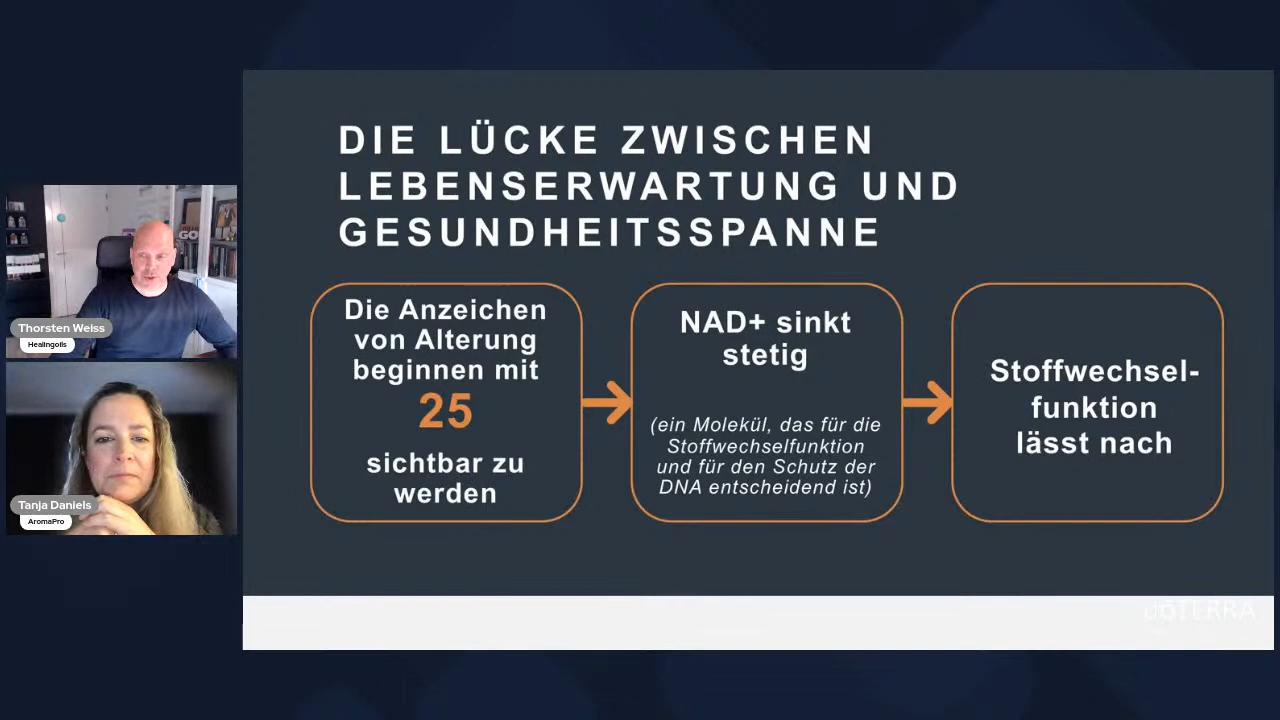 DIE LÜCKE ZWISCHEN
LEBENSERWARTUNG UND
GESUNDHEITSSPANNE
Die Anzeichen
von Alterung
beginnen mit
25
sichtbar zu
werden
NAD+ sinkt
stetig
(ein Molekül, das für die
Stoffwechselfunktion
und für den Schutz der
DNA entscheidend ist)
Stoffwechsel-
funktion
lässt nach
dōTERRA
Thorsten Weiss
Healingoils
Tanja Daniels
AromaPro